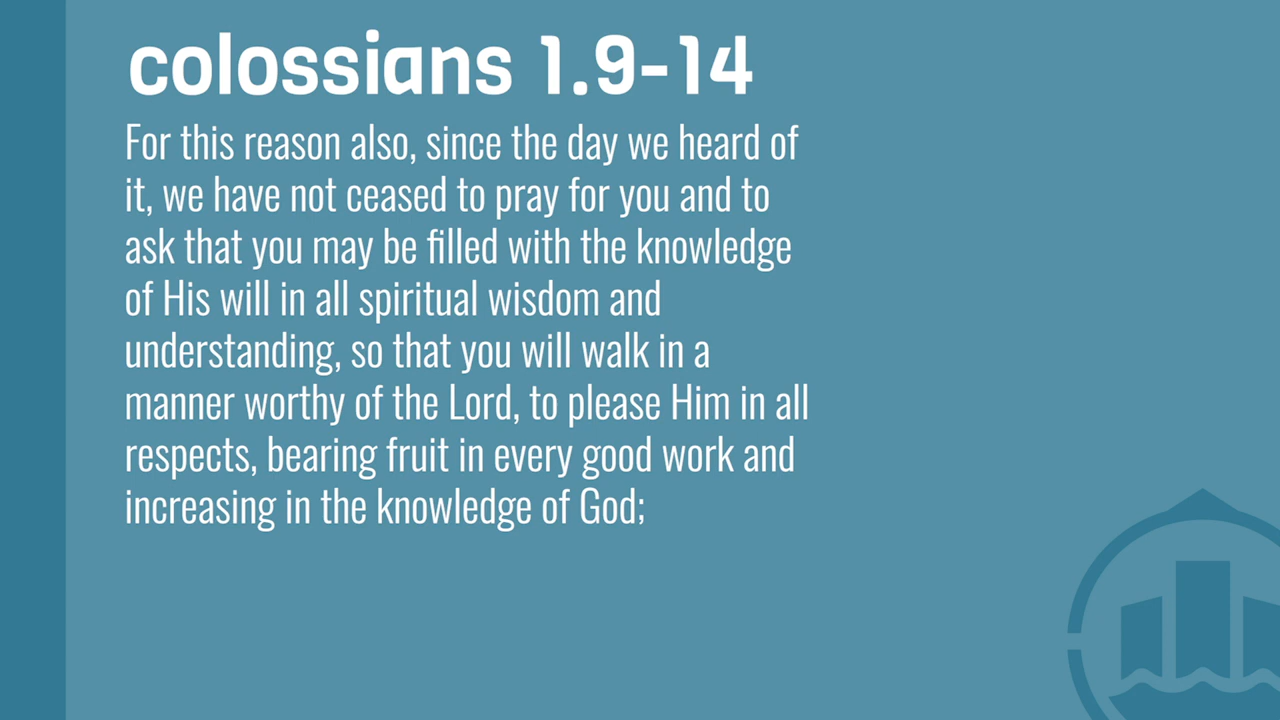 colossians 1.9-14
For this reason also, since the day we heard of
it, we have not ceased to pray for you and to
ask that you may be filled with the knowledge
of His will in all spiritual wisdom and
understanding, so that you will walk in a
manner worthy of the Lord, to please Him in all
respects, bearing fruit in every good work and
increasing in the knowledge of God;